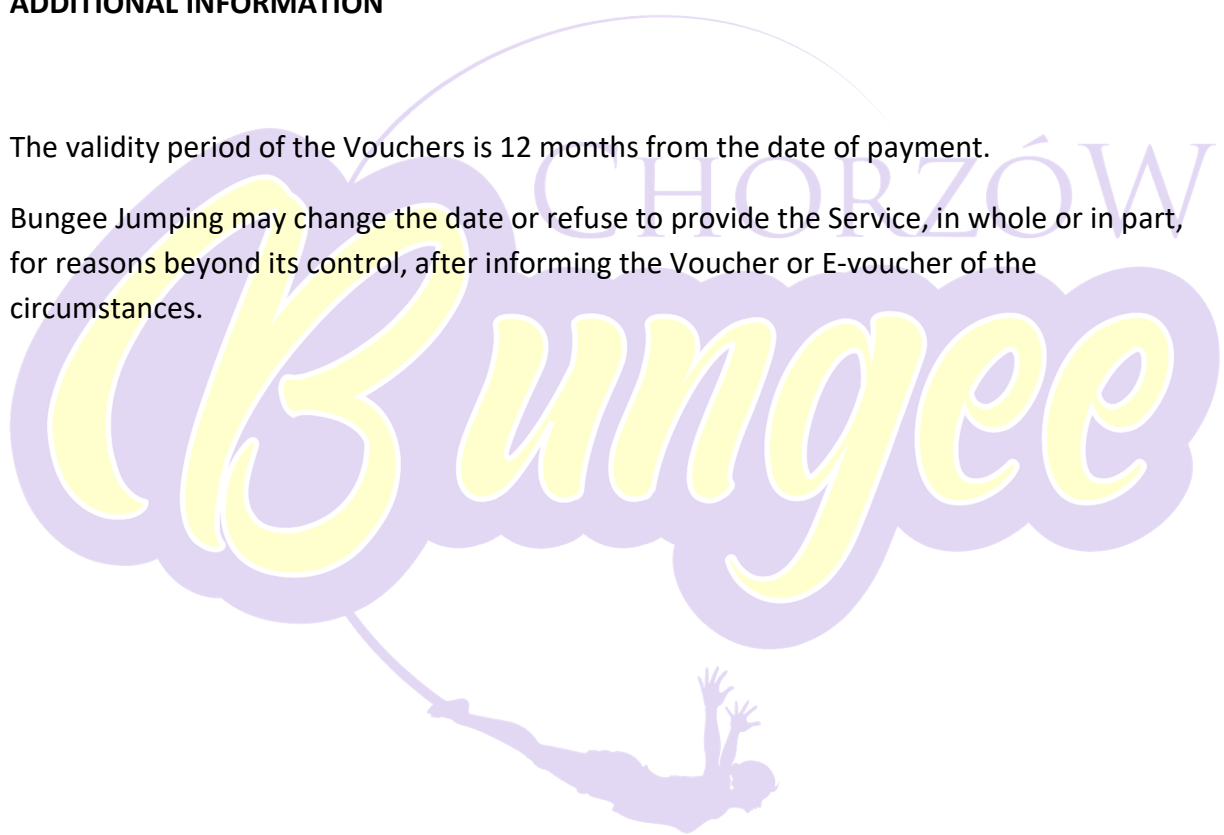 ADDITIONAL INFORMATION
The validity period of the Vouchers is 12 months from the date of payment.
CHORZÓW
Bungee Jumping may change the date or refuse to provide the Service, in whole or in part,
for reasons beyond its control, after informing the Voucher or E-voucher of the
circumstances.
Bungee